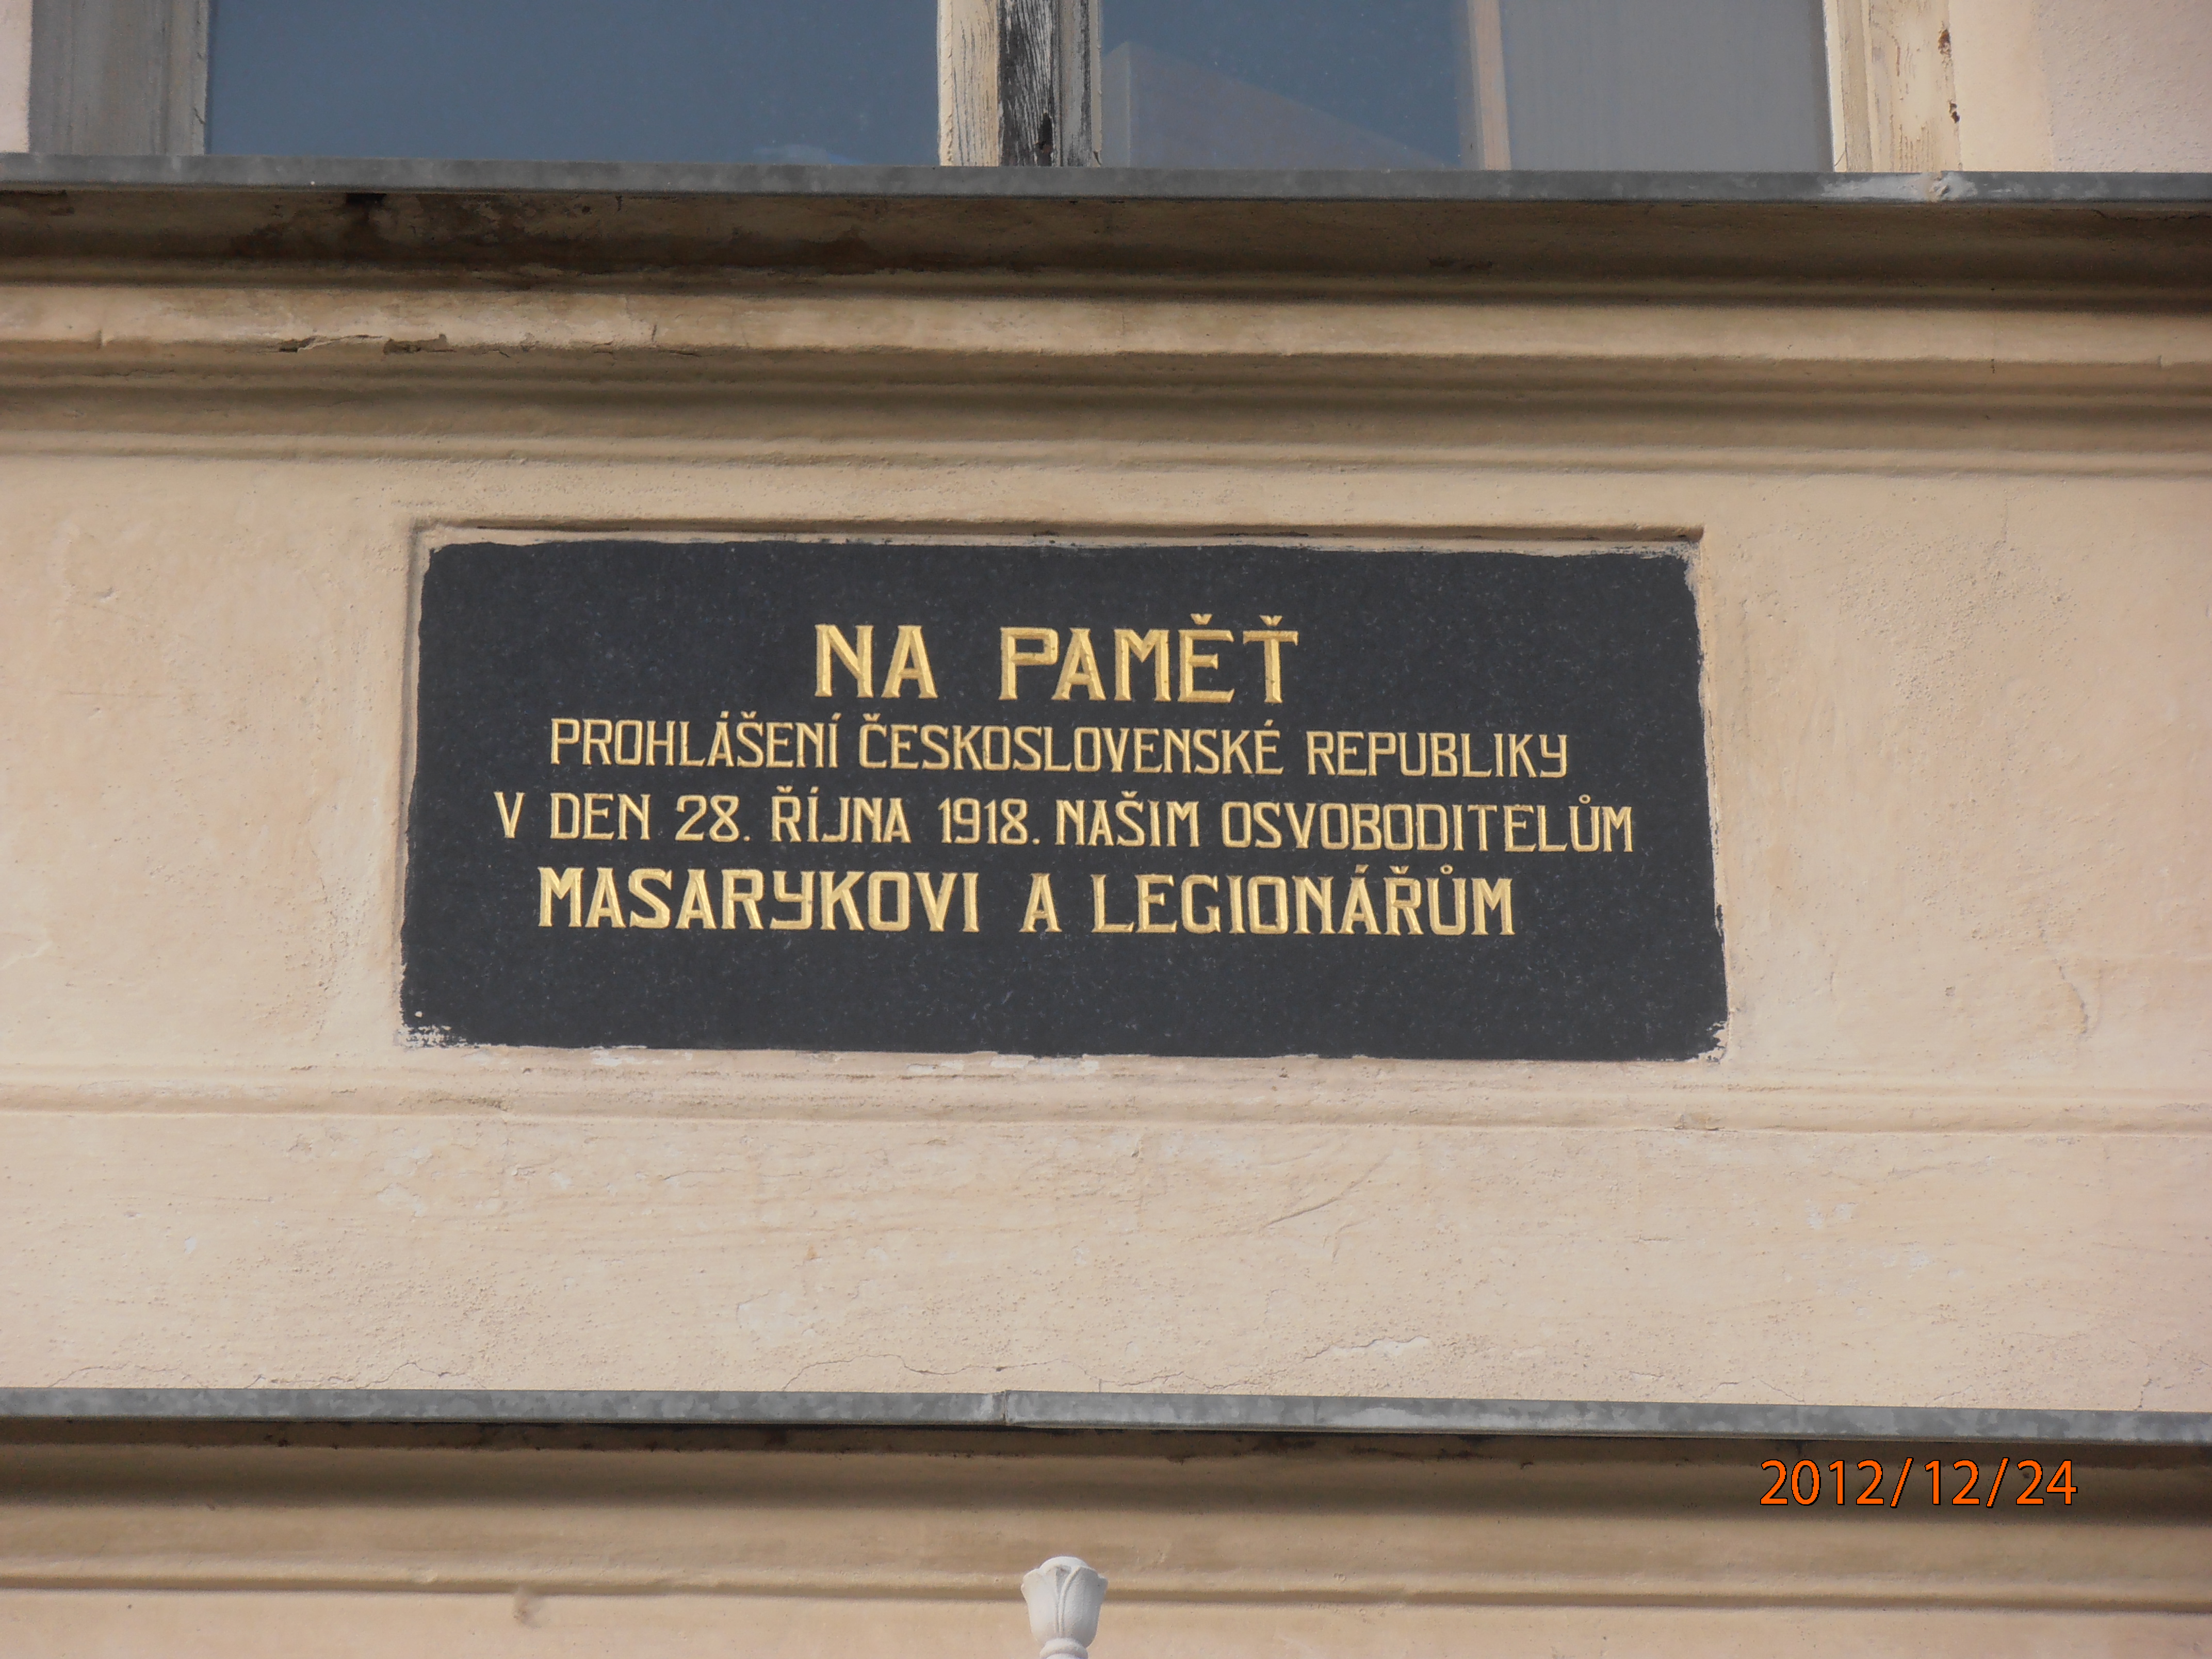 NA PAMĚŤ
PROHLÁŠENÍ ČESKOSLOVENSKÉ REPUBLIKY
V DEN 28. ŘÍJNA 1918. NAŠIM OSVOBODITELŮM
MASARYKOVI A LEGIONÁŘŮM
2012/12/24